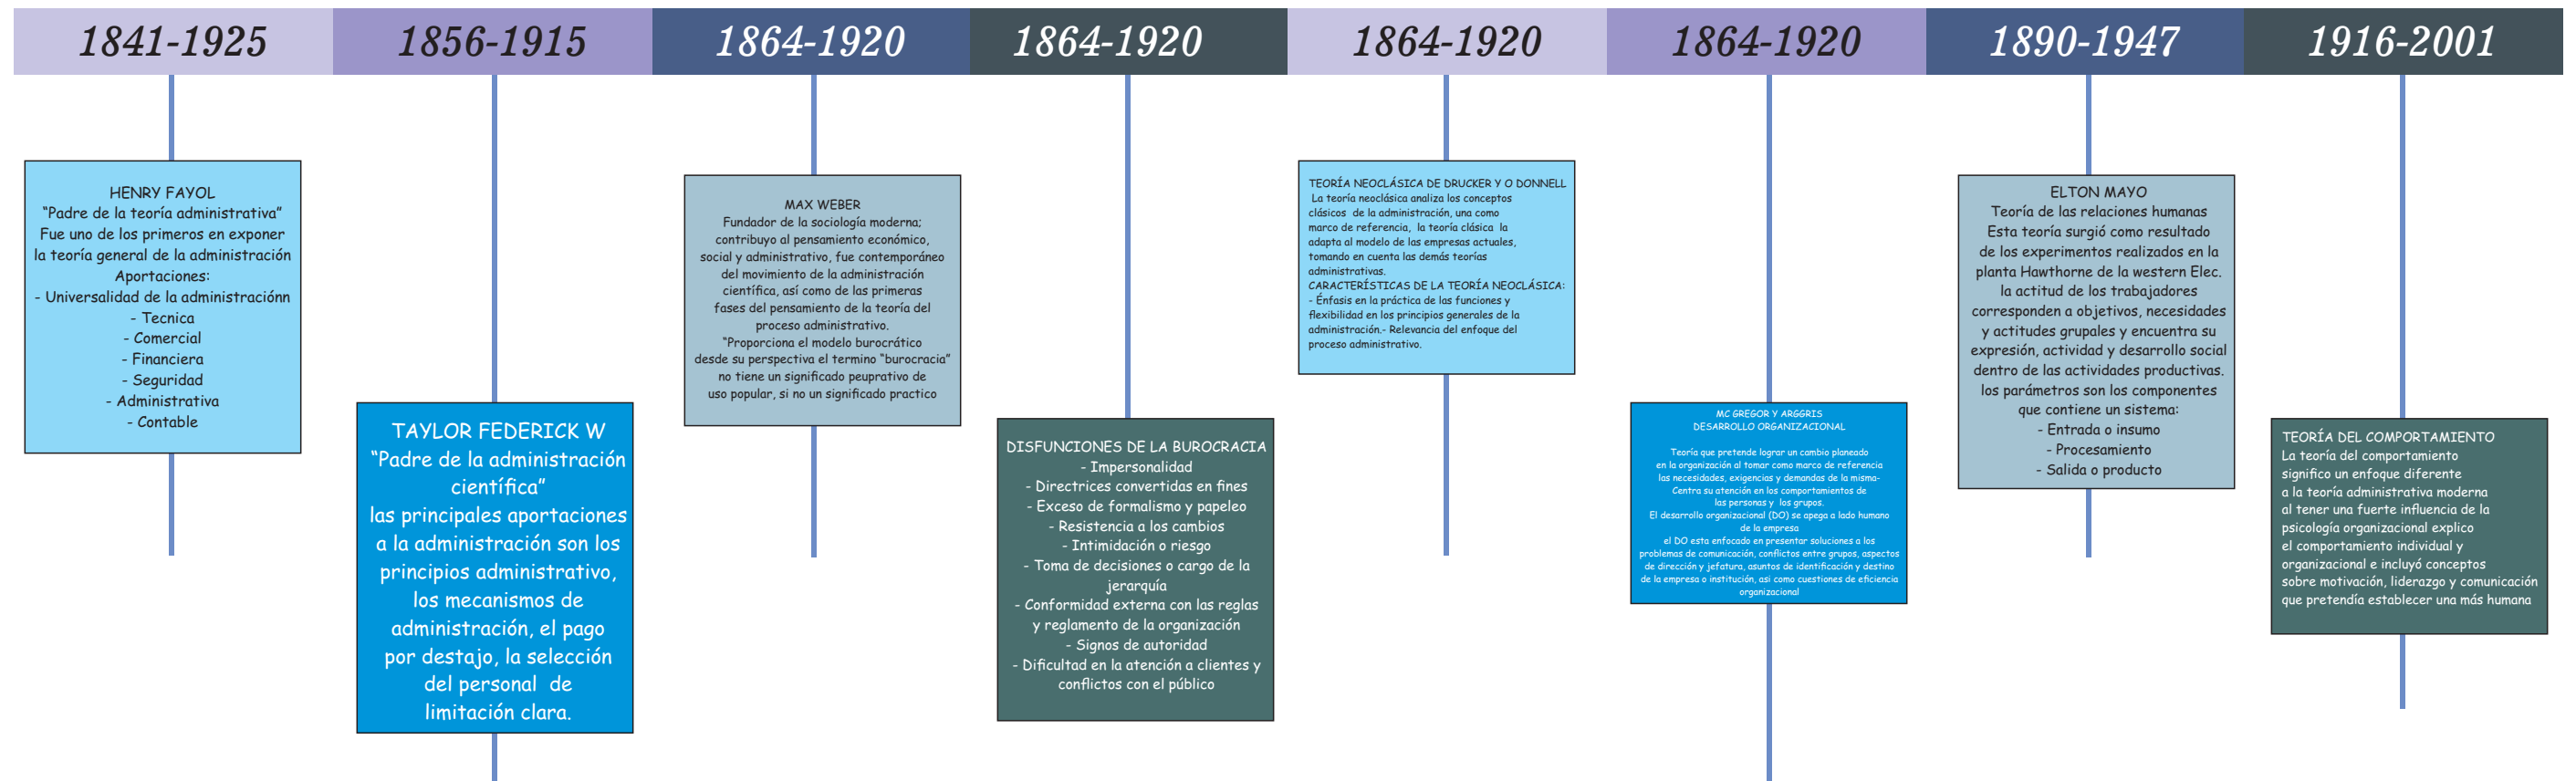 1841-1925
1856-1915
1864-1920
1864-1920
1864-1920
1864-1920
1890-1947
1916-2001
HENRY FAYOL
"Padre de la teoría administrativa"
Fue uno de los primeros en exponer
la teoría general de la administración
Aportaciones:
- Universalidad de la administraciónn
- Tecnica
- Comercial
- Financiera
- Seguridad
- Administrativa
- Contable
TAYLOR FEDERICK W
"Padre de la administración
científica"
las principales aportaciones
a la administración son los
principios administrativo,
los mecanismos de
administración, el pago
por destajo, la selección
del personal de
limitación clara.
MAX WEBER
Fundador de la sociología moderna;
contribuyo al pensamiento económico,
social y administrativo, fue contemporáneo
del movimiento de la administración
científica, así como de las primeras
fases del pensamiento de la teoría del
proceso administrativo.
"Proporciona el modelo burocrático
desde su perspectiva el termino "burocracia"
no tiene un significado peuprativo de
uso popular, si no un significado practico
DISFUNCIONES DE LA BUROCRACIA
- Impersonalidad
- Directrices convertidas en fines
- Exceso de formalismo y papeleo
- Resistencia a los cambios
- Intimidación o riesgo
- Toma de decisiones o cargo de la
jerarquía
- Conformidad externa con las reglas
y reglamento de la organización
- Signos de autoridad
- Dificultad en la atención a clientes y
conflictos con el público
TEORÍA NEOCLÁSICA DE DRUCKER Y O DONNELL
La teoría neoclásica analiza los conceptos
clásicos de la administración, una como
marco de referencia, la teoría clásica la
adapta al modelo de las empresas actuales,
tomando en cuenta las demás teorías
administrativas.
CARACTERÍSTICAS DE LA TEORÍA NEOCLÁSICA:
- Énfasis en la práctica de las funciones y
flexibilidad en los principios generales de la
administración.- Relevancia del enfoque del
proceso administrativo.
MC GREGOR Y ARGGRIS
DESARROLLO ORGANIZACIONAL
Teoría que pretende lograr un cambio planeado
en la organización al tomar como marco de referencia
las necesidades, exigencias y demandas de la misma-
Centra su atención en los comportamientos de
las personas y los grupos.
El desarrollo organizacional (DO) se apega a lado humano
de la empresa
el DO esta enfocado en presentar soluciones a los
problemas de comunicación, conflictos entre grupos, aspectos
de dirección y jefatura, asuntos de identificación y destino
de la empresa o institución, asi como cuestiones de eficiencia
organizacional
ELTON MAYO
Teoría de las relaciones humanas
Esta teoría surgió como resultado
de los experimentos realizados en la
planta Hawthorne de la western Elec.
la actitud de los trabajadores
corresponden a objetivos, necesidades
y actitudes grupales y encuentra su
expresión, actividad y desarrollo social
dentro de las actividades productivas.
los parámetros son los componentes
que contiene un sistema:
- Entrada o insumo
- Procesamiento
- Salida o producto
TEORÍA DEL COMPORTAMIENTO
La teoría del comportamiento
significo un enfoque diferente
a la teoría administrativa moderna
al tener una fuerte influencia de la
psicología organizacional explico
el comportamiento individual y
organizacional e incluyó conceptos
sobre motivación, liderazgo y comunicación
que pretendía establecer una más humana